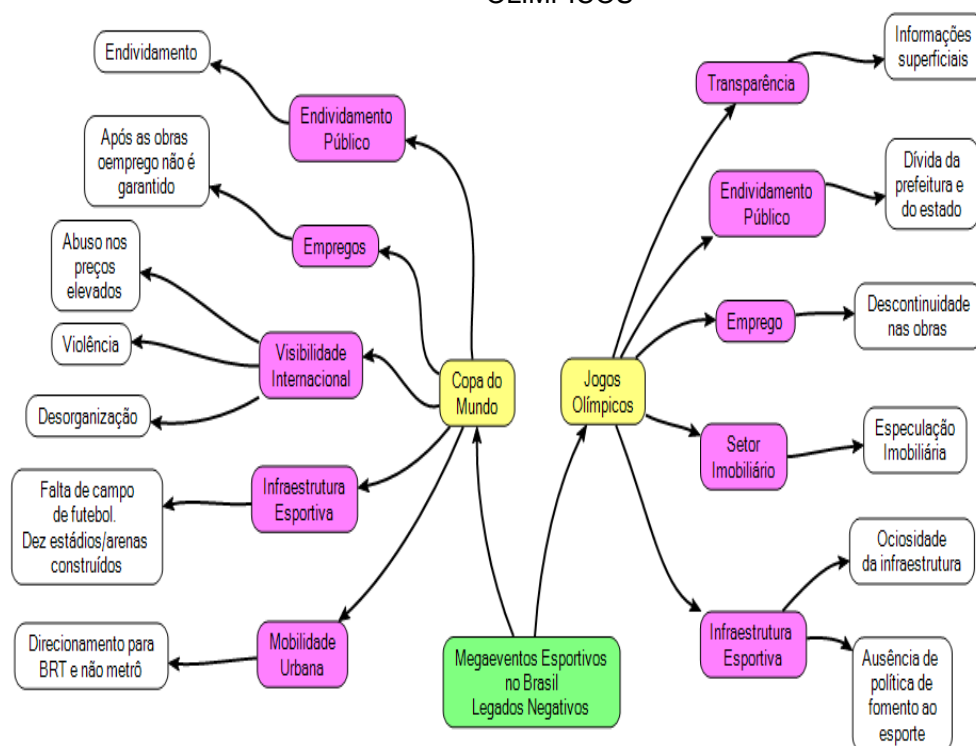 OLÍMPICOS
Endividamento
Endividamento
Público
Após as obras
oemprego não é
garantido
Empregos
Abuso nos
preços
elevados
Violência
Desorganização
Visibilidade
Internacional
Falta de campo
de futebol.
Dez estádios/arenas
construídos
Infraestrutura
Esportiva
Direcionamento para
BRT e não metrô
Mobilidade
Urbana
Copa do
Mundo
Megaeventos Esportivos
no Brasil
Legados Negativos
Jogos
Olímpicos
Transparência
Informações
superficiais
Endividamento
Público
Dívida da
prefeitura e
do estado
Emprego
Descontinuidade
nas obras
Setor
Imobiliário
Especulação
Imobiliária
Infraestrutura
Esportiva
Ociosidade
da infraestrutura
Ausência de
política de
fomento ao
esporte